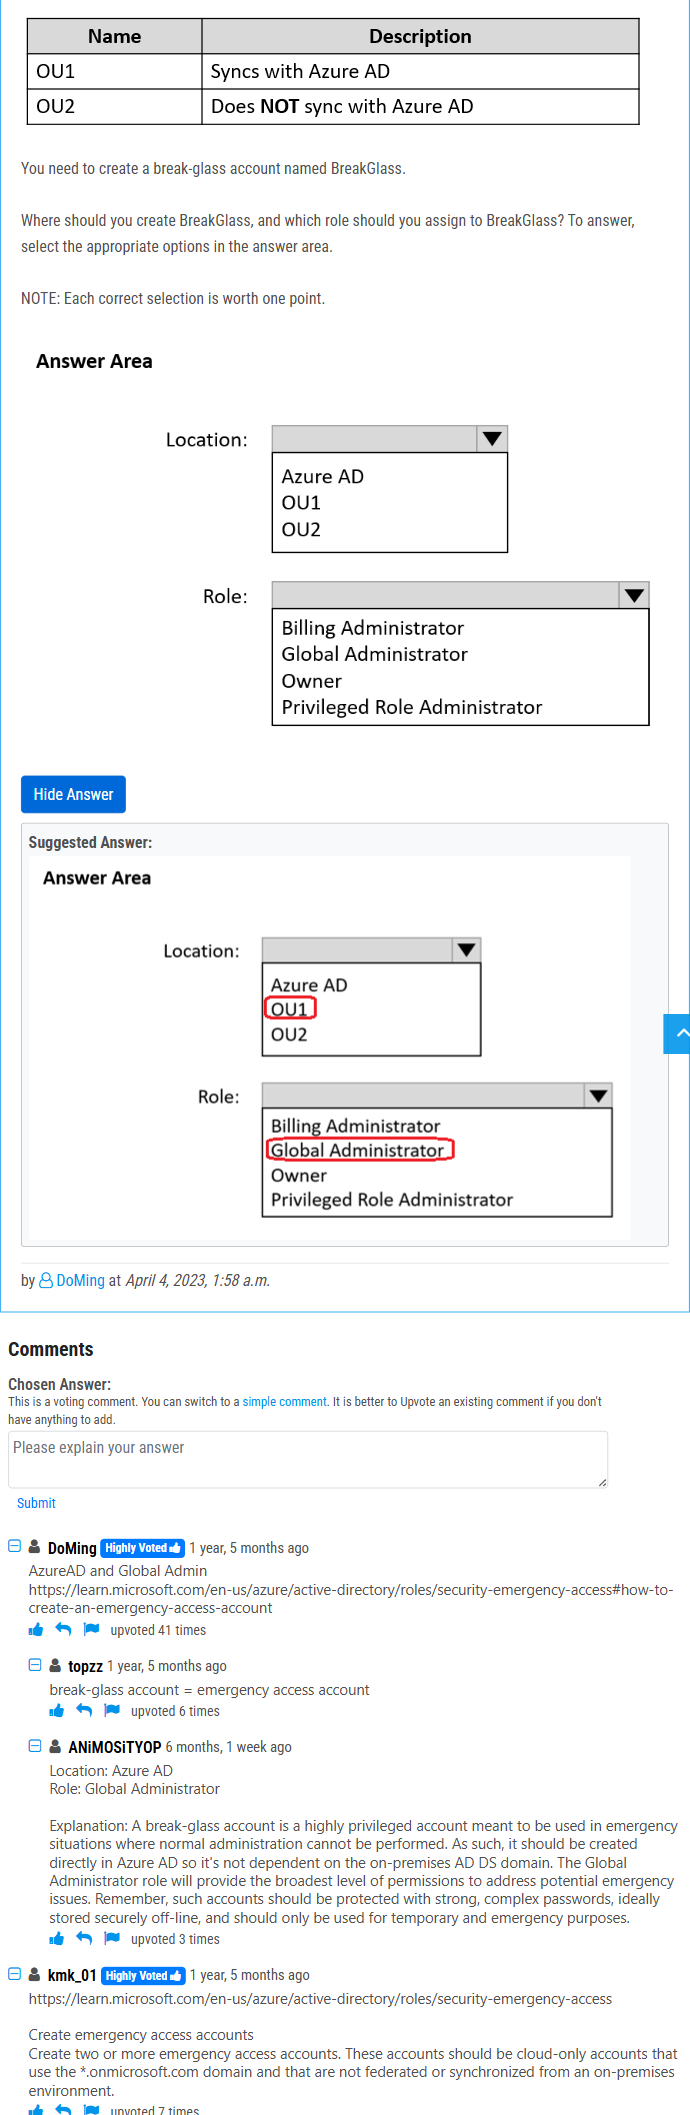 Name Description
OU1 Syncs with Azure AD
OU2 Does NOT sync with Azure AD
You need to create a break-glass account named BreakGlass.
Where should you create BreakGlass, and which role should you assign to BreakGlass? To answer,
select the appropriate options in the answer area.
NOTE: Each correct selection is worth one point.
Answer Area
Location:
Azure AD
OU1
OU2
Role:
Billing Administrator
Global Administrator
Owner
Privileged Role Administrator
Hide Answer
Suggested Answer:
Answer Area
Location:
Azure AD
OU1
OU2
Role:
Billing Administrator
Global Administrator
Owner
Privileged Role Administrator
by DoMing at April 4, 2023, 1:58 a.m.
Comments
Chosen Answer:
This is a voting comment. You can switch to a simple comment. It is better to Upvote an existing comment if you don't
have anything to add.
Please explain your answer
Submit
DoMing Highly Voted 1 year, 5 months ago
AzureAD and Global Admin
https://learn.microsoft.com/en-us/azure/active-directory/roles/security-emergency-access#how-to-
create-an-emergency-access-account
upvoted 41 times
topzz 1 year, 5 months ago
break-glass account = emergency access account
upvoted 6 times
ANiMOSiTYOP 6 months, 1 week ago
Location: Azure AD
Role: Global Administrator
Explanation: A break-glass account is a highly privileged account meant to be used in emergency
situations where normal administration cannot be performed. As such, it should be created
directly in Azure AD so it's not dependent on the on-premises AD DS domain. The Global
Administrator role will provide the broadest level of permissions to address potential emergency
issues. Remember, such accounts should be protected with strong, complex passwords, ideally
stored securely off-line, and should only be used for temporary and emergency purposes.
upvoted 3 times
kmk_01 Highly Voted 1 year, 5 months ago
https://learn.microsoft.com/en-us/azure/active-directory/roles/security-emergency-access
Create emergency access accounts
Create two or more emergency access accounts. These accounts should be cloud-only accounts that
use the *.onmicrosoft.com domain and that are not federated or synchronized from an on-premises
environment.
upvoted 7 times